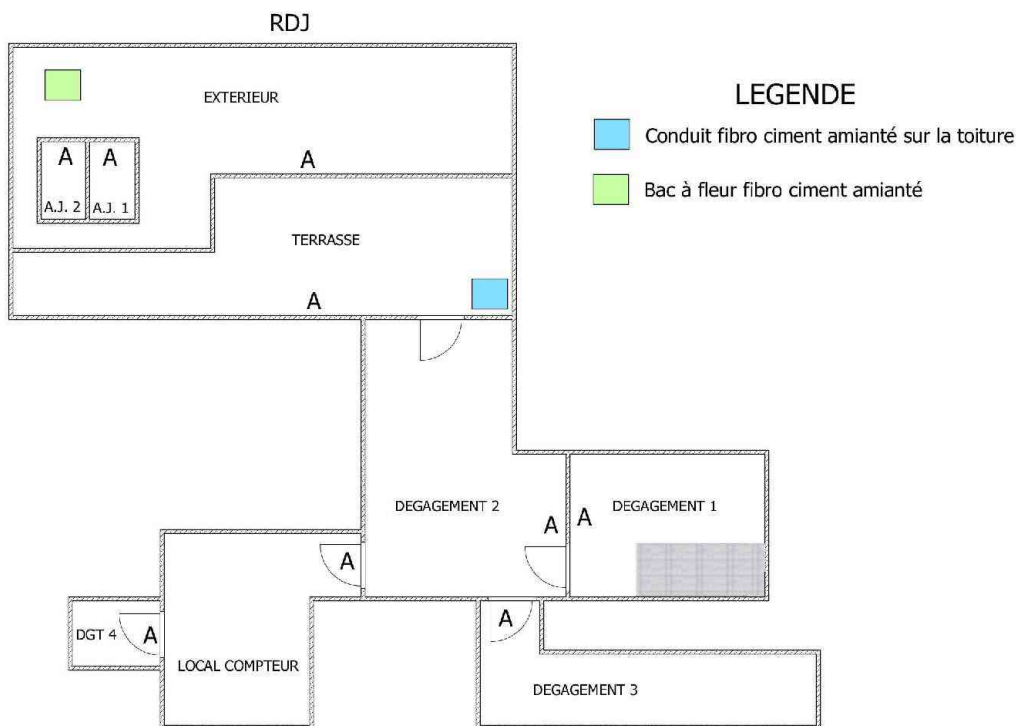 RDJ
LEGENDE
EXTERIEUR
Conduit fibro ciment amianté sur la toiture
A
A
A
Bac à fleur fibro ciment amianté
A.J. 2
A.J. 1
TERRASSE
A
DEGAGEMENT 2
DEGAGEMENT 1
A
A
A
A
A
DGT 4
LOCAL COMPTEUR
DEGAGEMENT 3